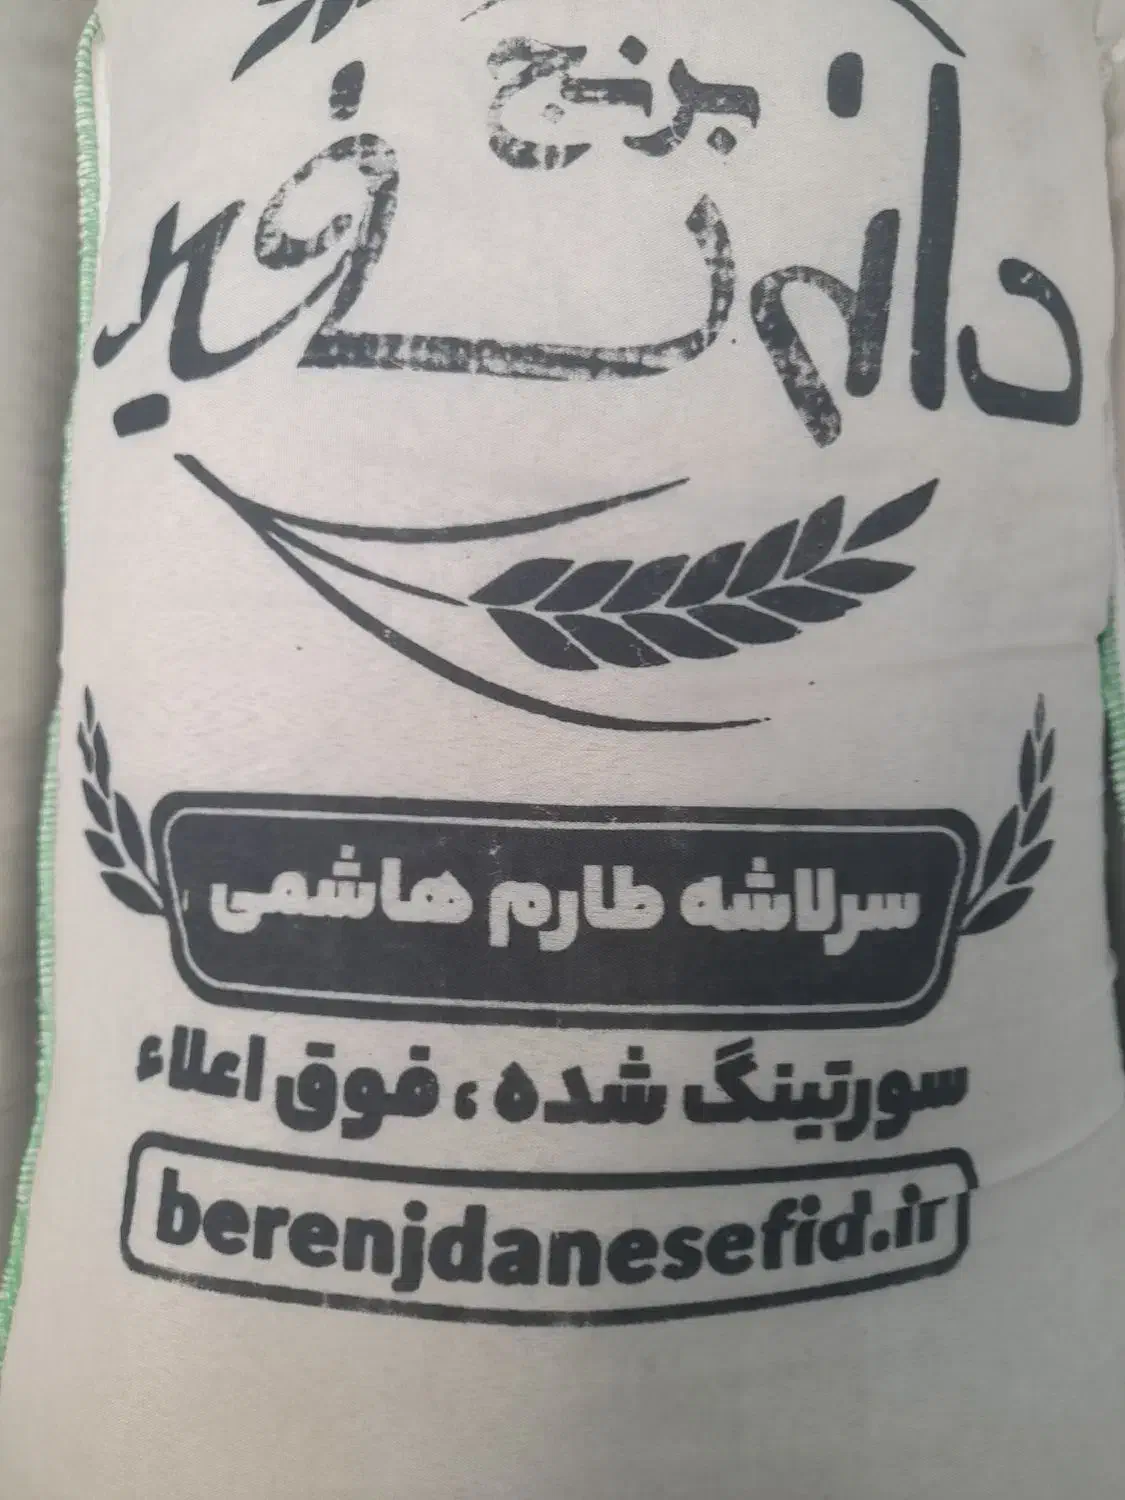 برنج
دانه سفید
سرلاشه طارم هاشمی
سورتینگ شده ، فوق اعلاء
berenjdanesefid.ir